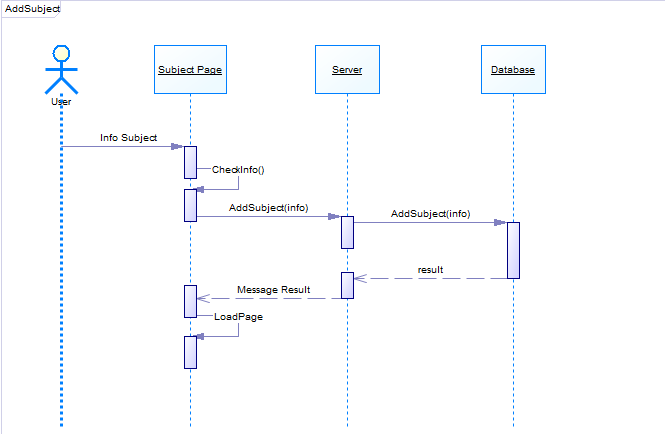 AddSubject
Subject Page
Server
Database
User
Info Subject
CheckInfo()
AddSubject(info)
AddSubject(info)
result
Message Result
LoadPage